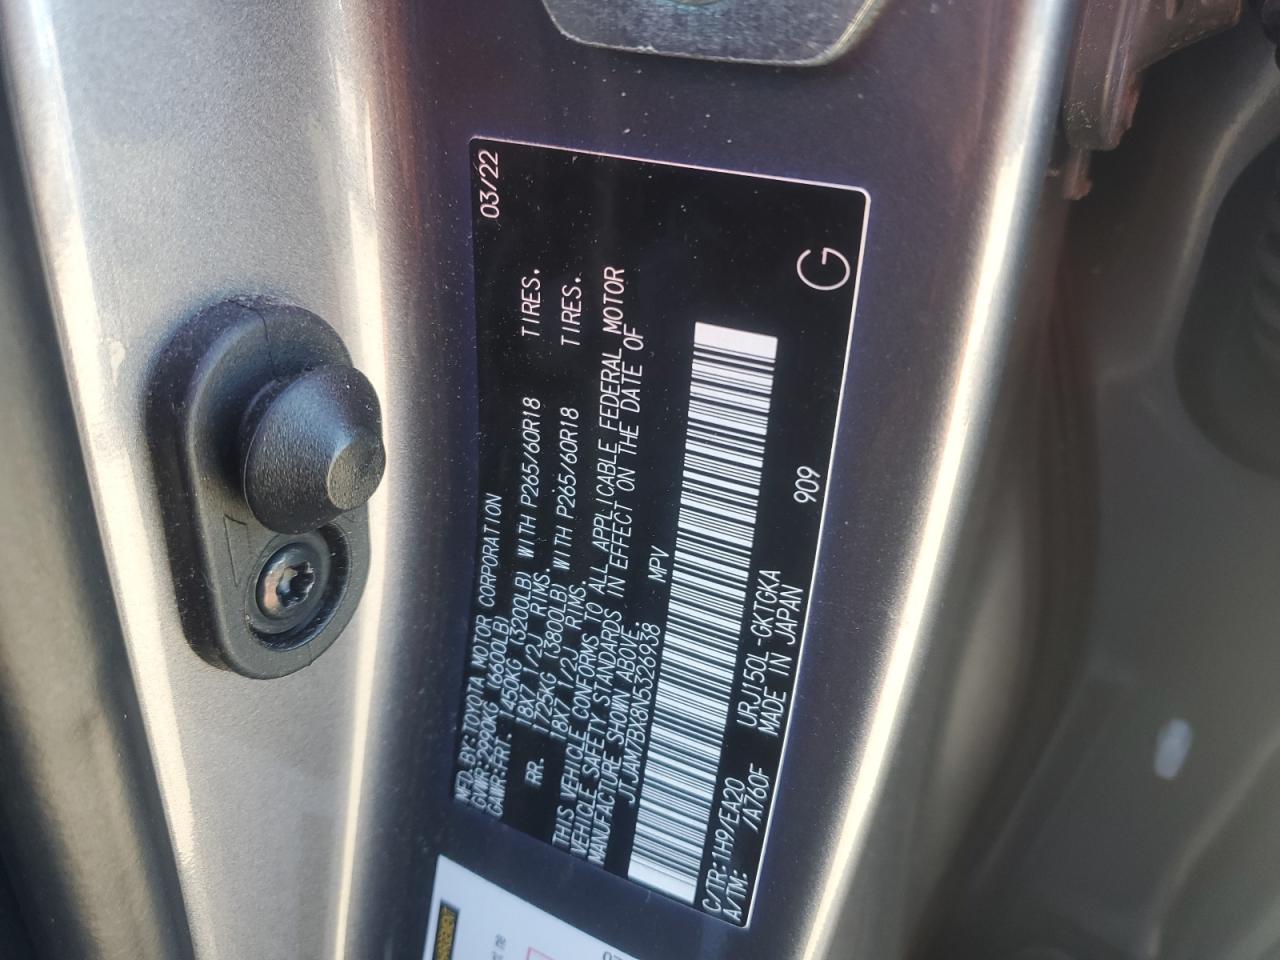 MFD.BY:TOYOTA MOTOR CORPORATION 03/22
GVWR:2990KG (6600LB)
GAWR:FRT. 1450KG (3200LB) WITH P265/60R18 TIRES.
18X7 1/2J RIMS.
RR. 1725KG (3800LB) WITH P265/60R18 TIRES.
18X7 1/2J RIMS.
THIS VEHICLE CONFORMS TO ALL APPLICABLE FEDERAL MOTOR
VEHICLE SAFETY STANDARDS IN EFFECT ON THE DATE OF
MANUFACTURE SHOWN ABOVE.
JTJAM7BX8N5326938 MPV
C/TR:1H9/EA20 URJ150L-GKTGKA 909 G
A/TM: /A760F MADE IN JAPAN